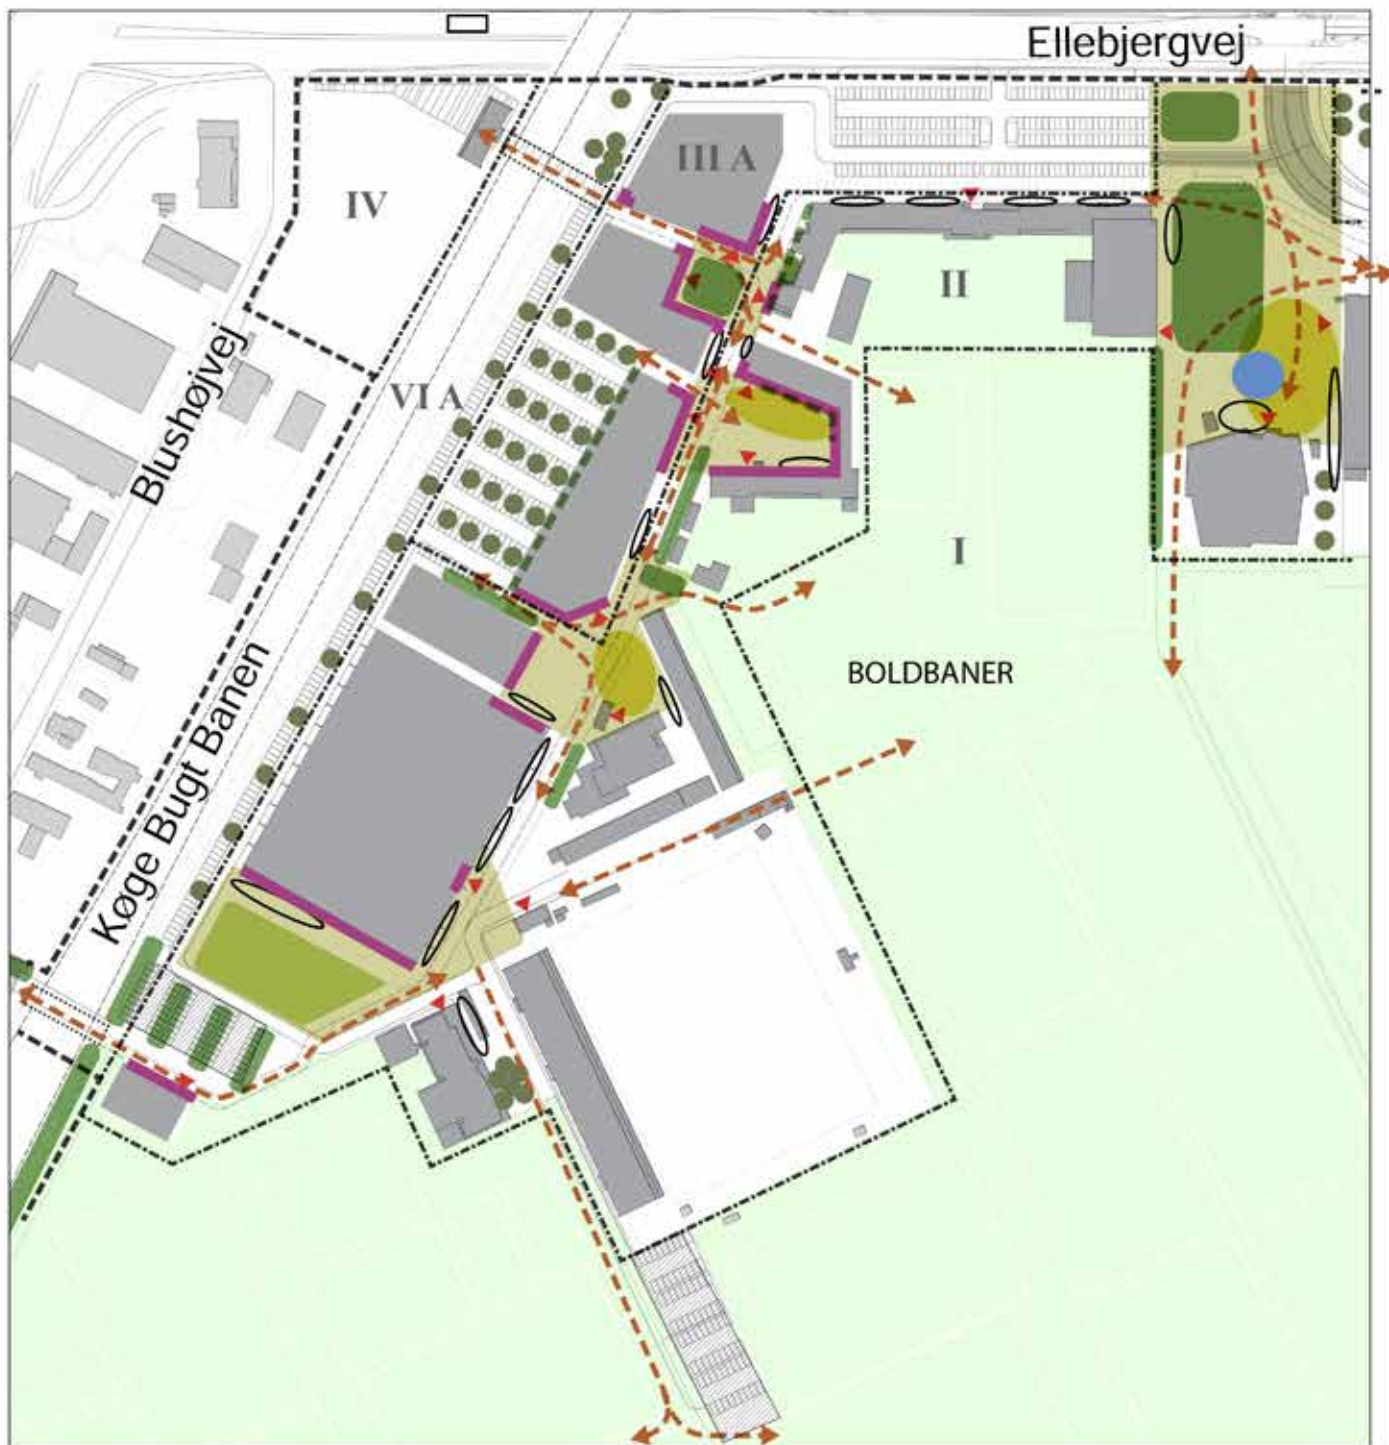 Ellebjergvej
III A
IV
II
VI A
Blushøjvej
I
BOLDBANER
Køge Bugt Banen